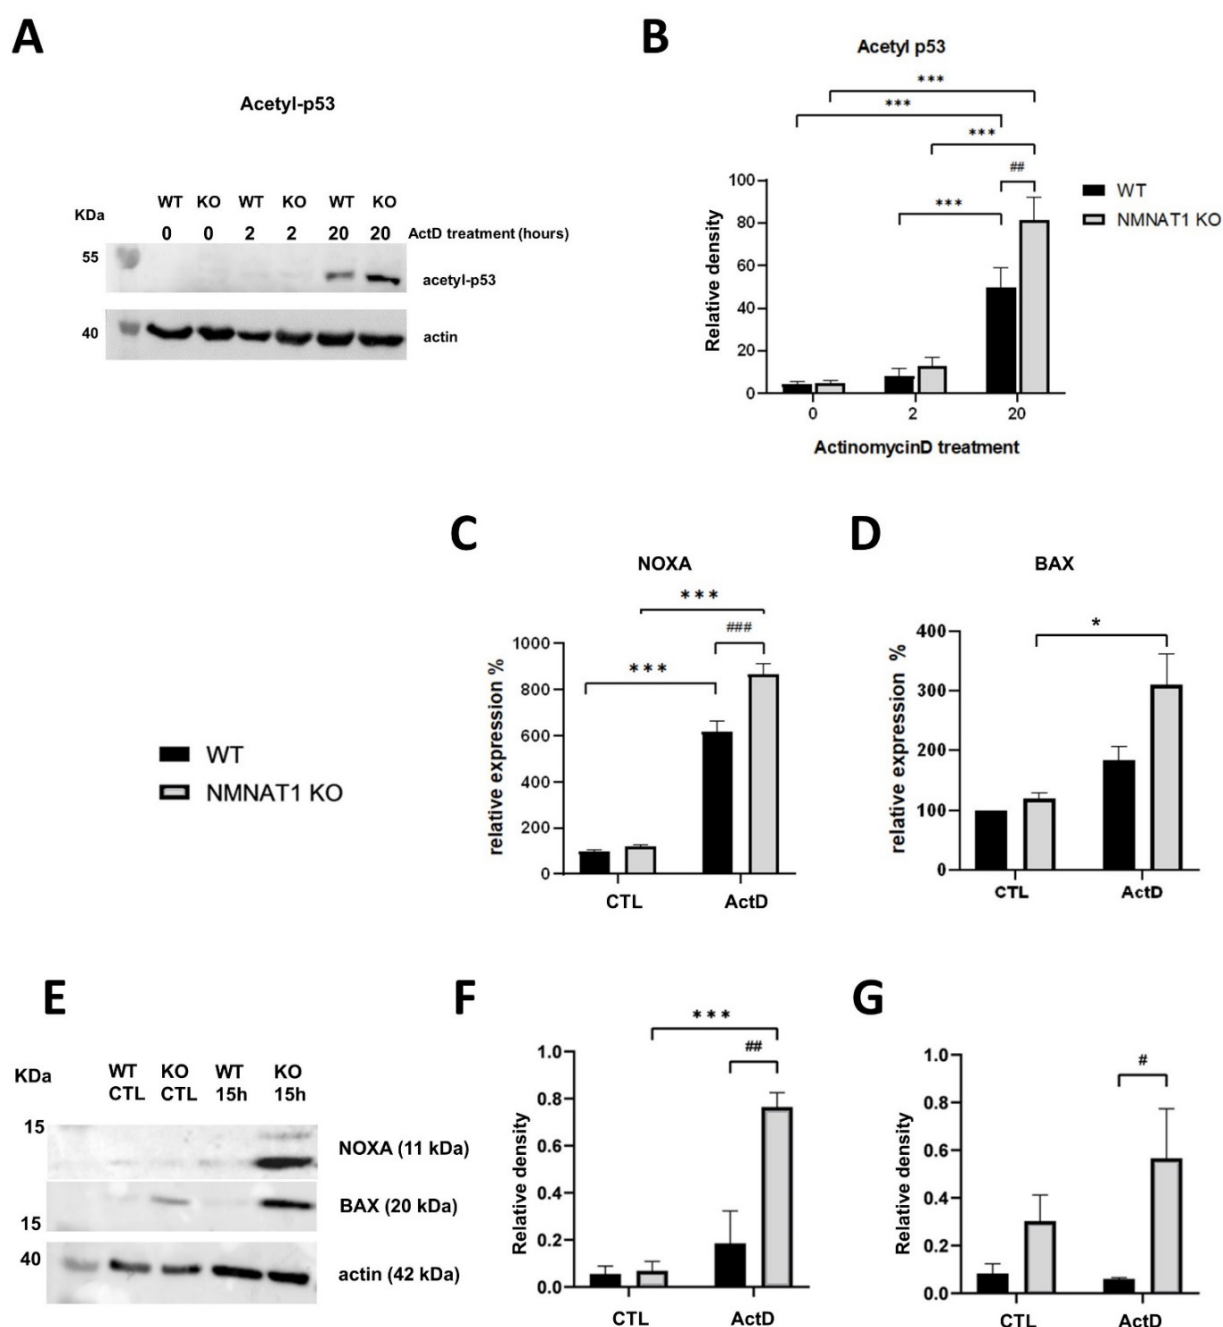 A
Acetyl-p53
KDa
WT KO WT KO WT KO
0 0 2 2 20 20 ActD treatment (hours)
55
acetyl-p53
40
actin
B
Acetyl p53
***
***
***
##
***
Relative density
100
80
60
40
20
0
0 2 20
ActinomycinD treatment
WT
NMNAT1 KO
WT
NMNAT1 KO
C
NOXA
***
###
***
relative expression %
1000
800
600
400
200
0
CTL ActD
D
BAX
*
relative expression %
400
300
200
100
0
CTL ActD
E
KDa
WT KO WT KO
CTL CTL 15h 15h
15
NOXA (11 kDa)
BAX (20 kDa)
15
40
actin (42 kDa)
F
***
##
Relative density
1.0
0.8
0.6
0.4
0.2
0.0
CTL ActD
G
#
Relative density
1.0
0.8
0.6
0.4
0.2
0.0
CTL ActD